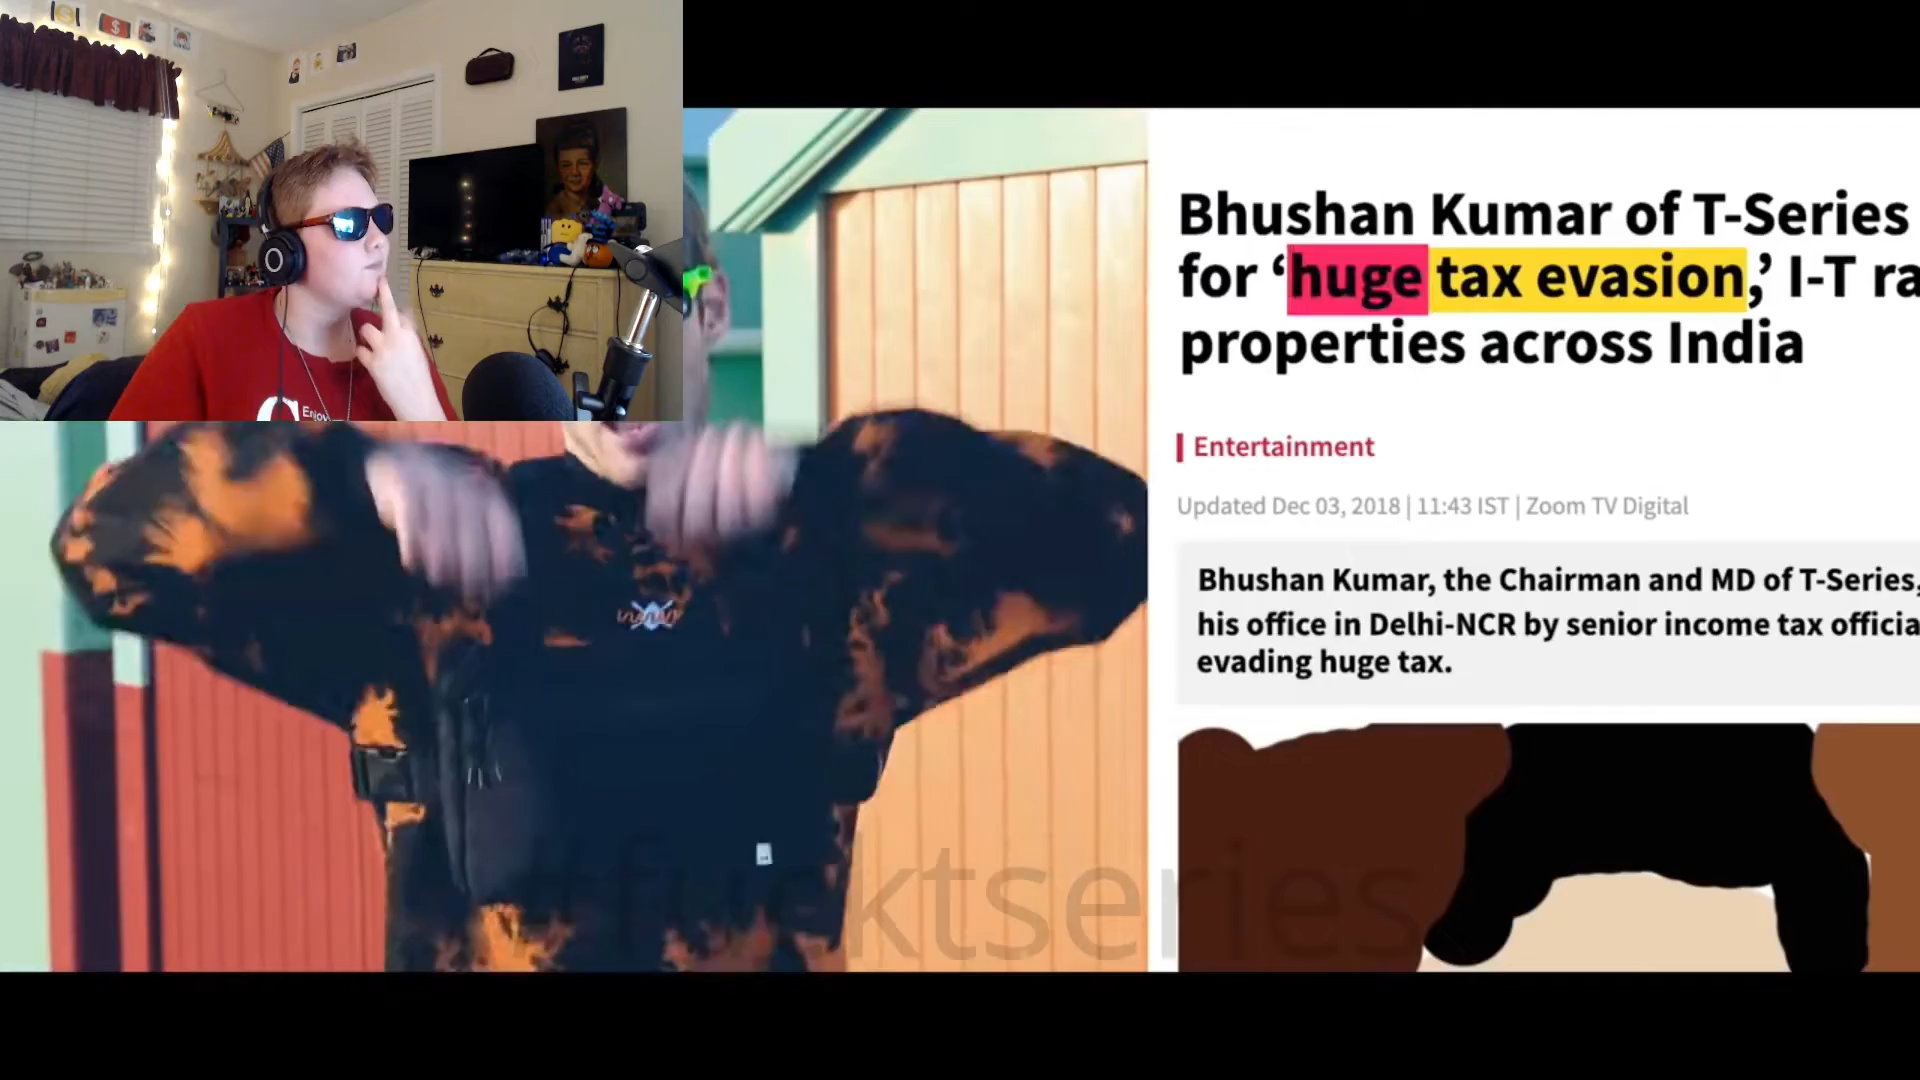 Enjoy
Bhushan Kumar of T-Series
for ‘huge tax evasion,’ I-T ra
properties across India
Entertainment
Updated Dec 03, 2018 | 11:43 IST | Zoom TV Digital
Bhushan Kumar, the Chairman and MD of T-Series,
his office in Delhi-NCR by senior income tax officia
evading huge tax.
#fucktseries